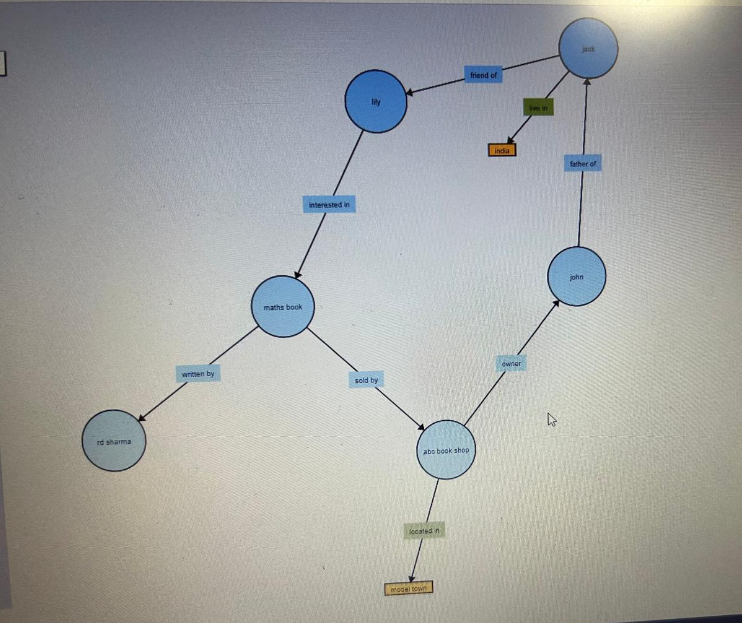 jack
friend of
lily
live in
india
father of
interested in
john
maths book
owner
written by
sold by
rd sharma
abc book shop
located in
model town